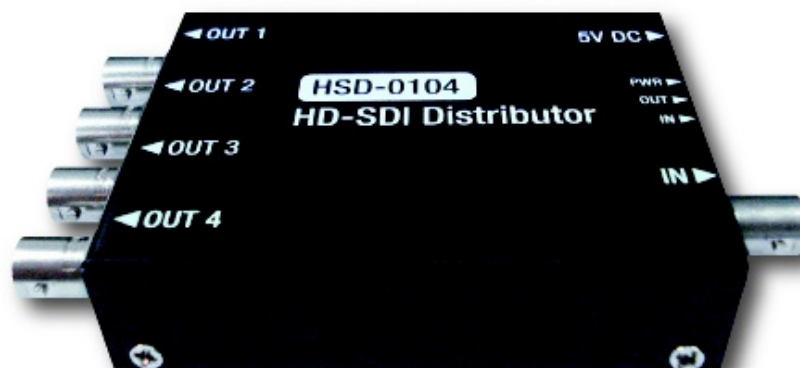 ◄OUT 1
5V DC►
◄OUT 2
HSD-0104
PWR►
OUT►
HD-SDI Distributor
IN►
◄OUT 3
IN►
◄OUT 4